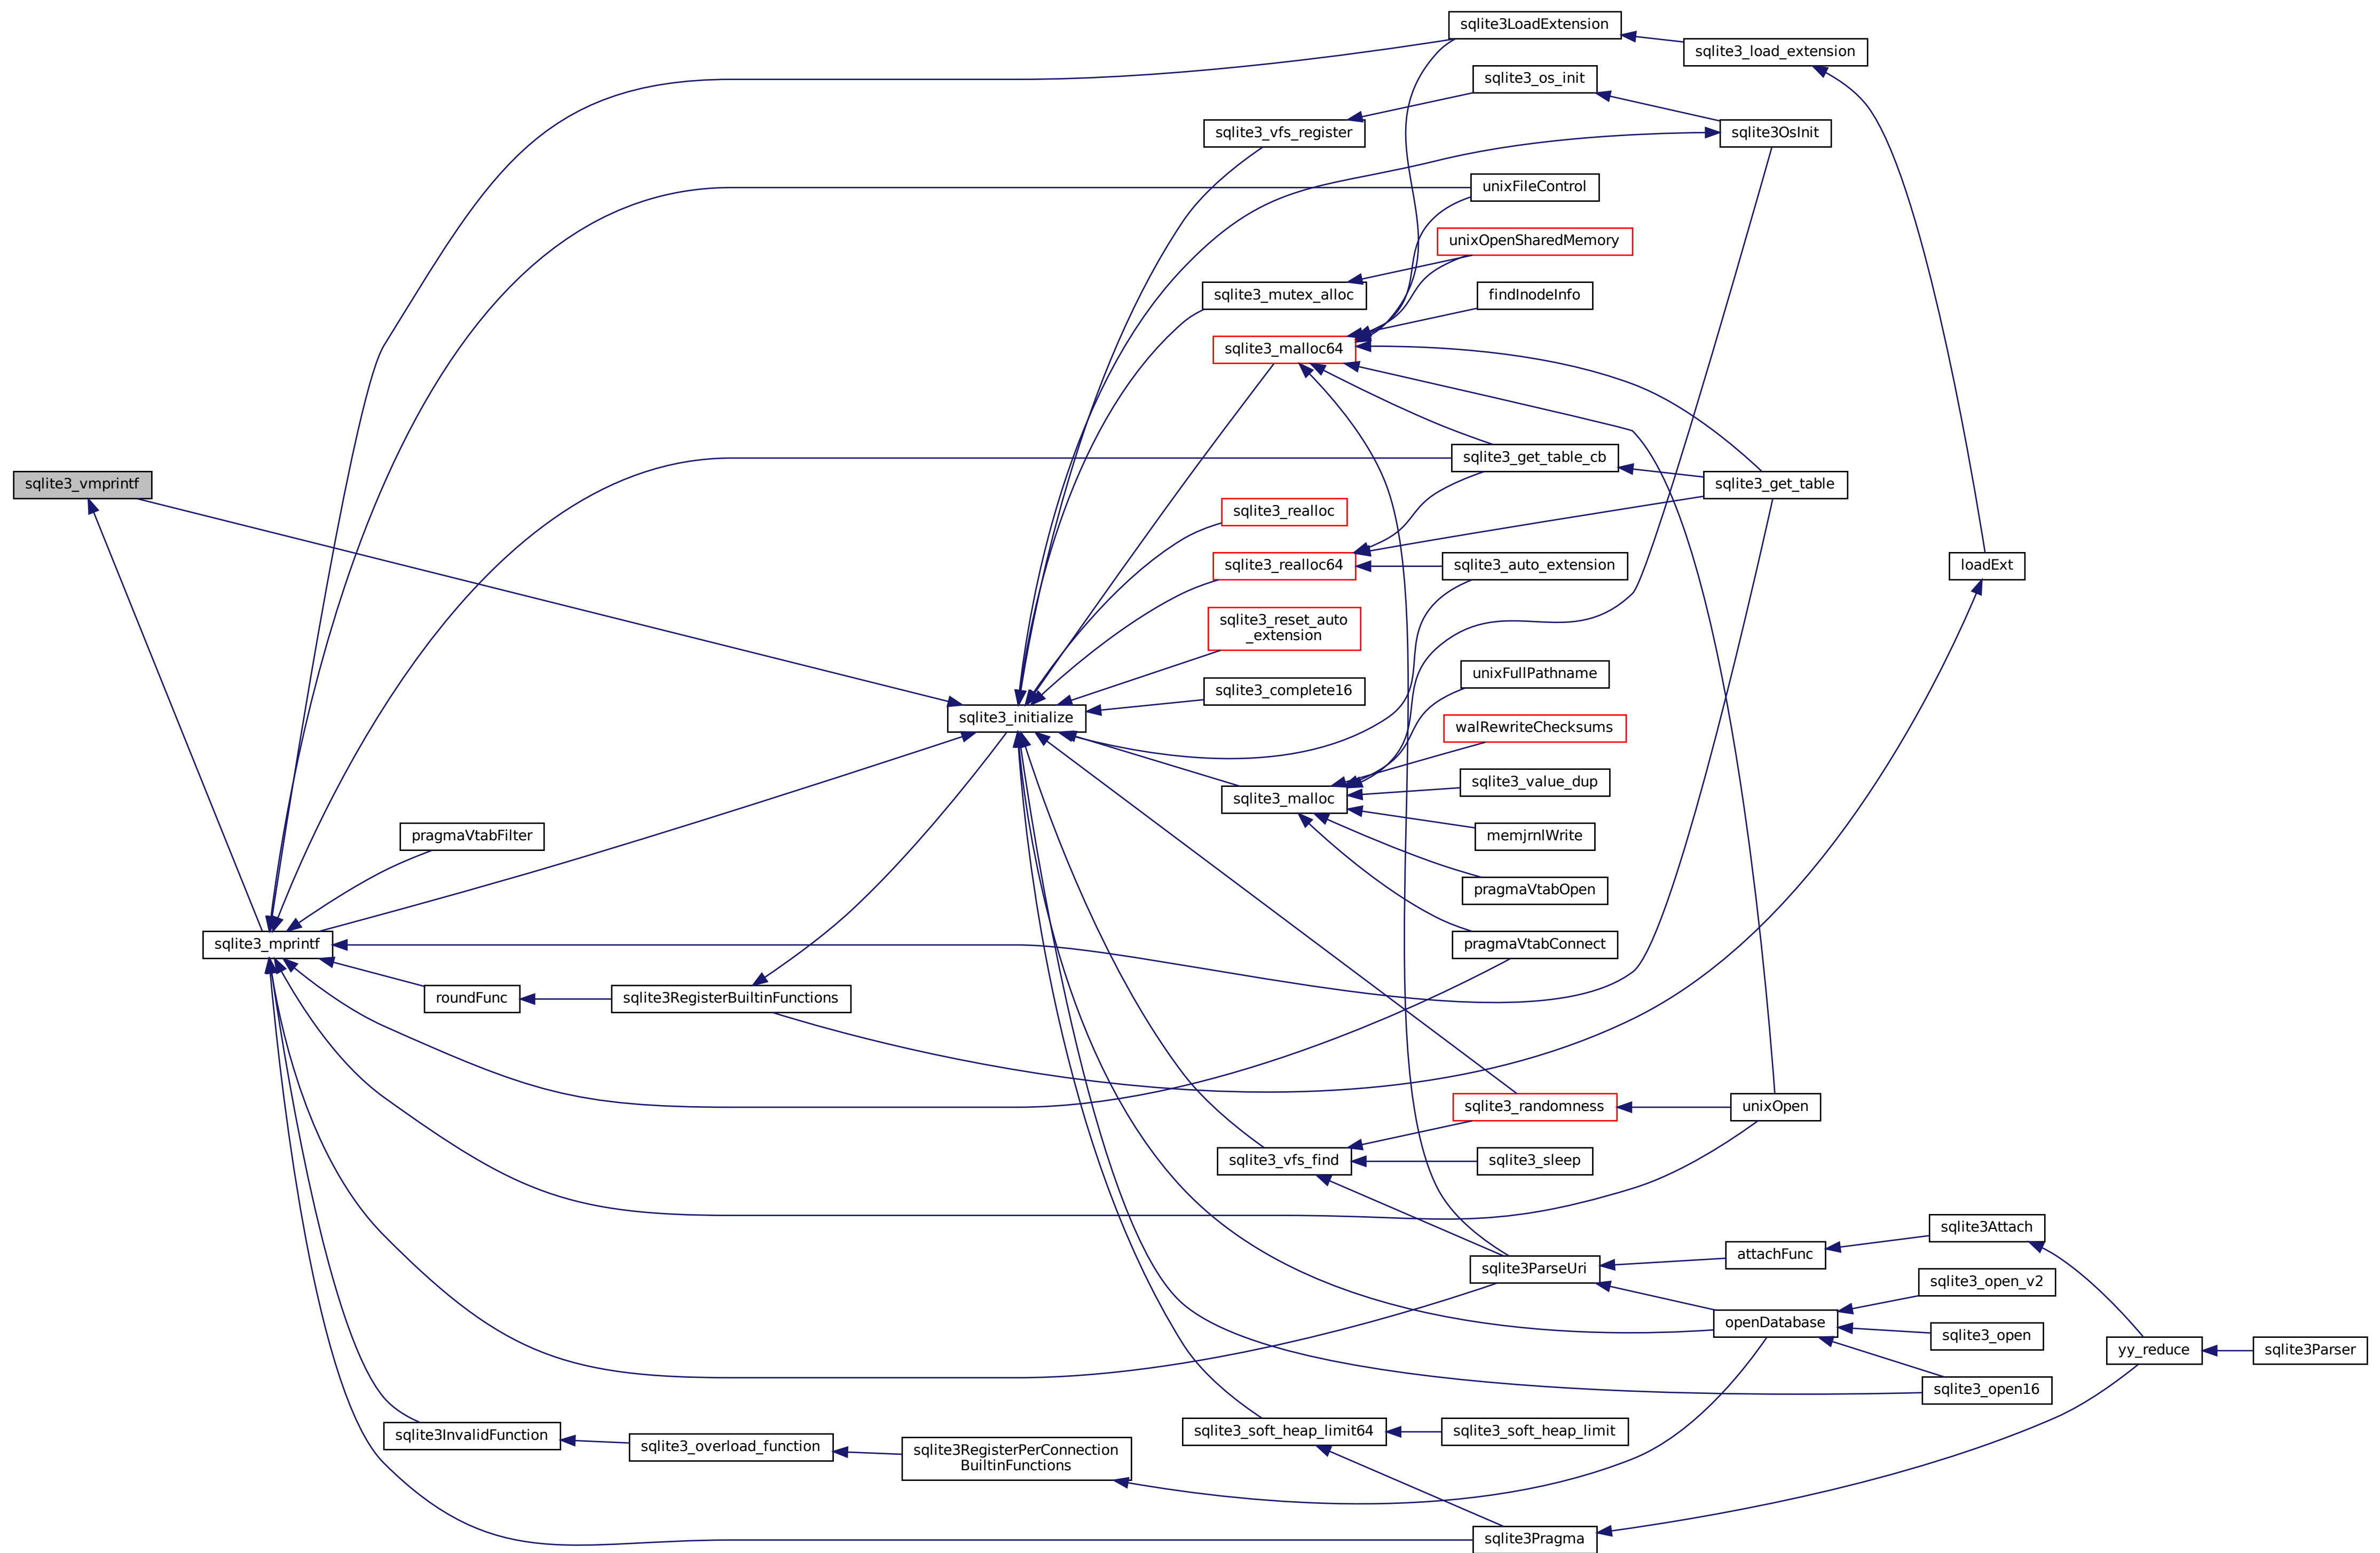 sqlite3LoadExtension
sqlite3_load_extension
sqlite3_os_init
sqlite3_vfs_register
sqlite3OsInit
unixFileControl
unixOpenSharedMemory
sqlite3_mutex_alloc
findInodeInfo
sqlite3_malloc64
sqlite3_get_table_cb
sqlite3_vmprintf
sqlite3_get_table
sqlite3_realloc
sqlite3_realloc64
sqlite3_auto_extension
loadExt
sqlite3_reset_auto
_extension
unixFullPathname
sqlite3_complete16
sqlite3_initialize
walRewriteChecksums
sqlite3_value_dup
sqlite3_malloc
pragmaVtabFilter
memjrnlWrite
pragmaVtabOpen
sqlite3_mprintf
pragmaVtabConnect
roundFunc
sqlite3RegisterBuiltinFunctions
sqlite3_randomness
unixOpen
sqlite3_vfs_find
sqlite3_sleep
sqlite3Attach
attachFunc
sqlite3ParseUri
sqlite3_open_v2
openDatabase
sqlite3_open
yy_reduce
sqlite3Parser
sqlite3_open16
sqlite3InvalidFunction
sqlite3_soft_heap_limit64
sqlite3_soft_heap_limit
sqlite3_overload_function
sqlite3RegisterPerConnection
BuiltinFunctions
sqlite3Pragma